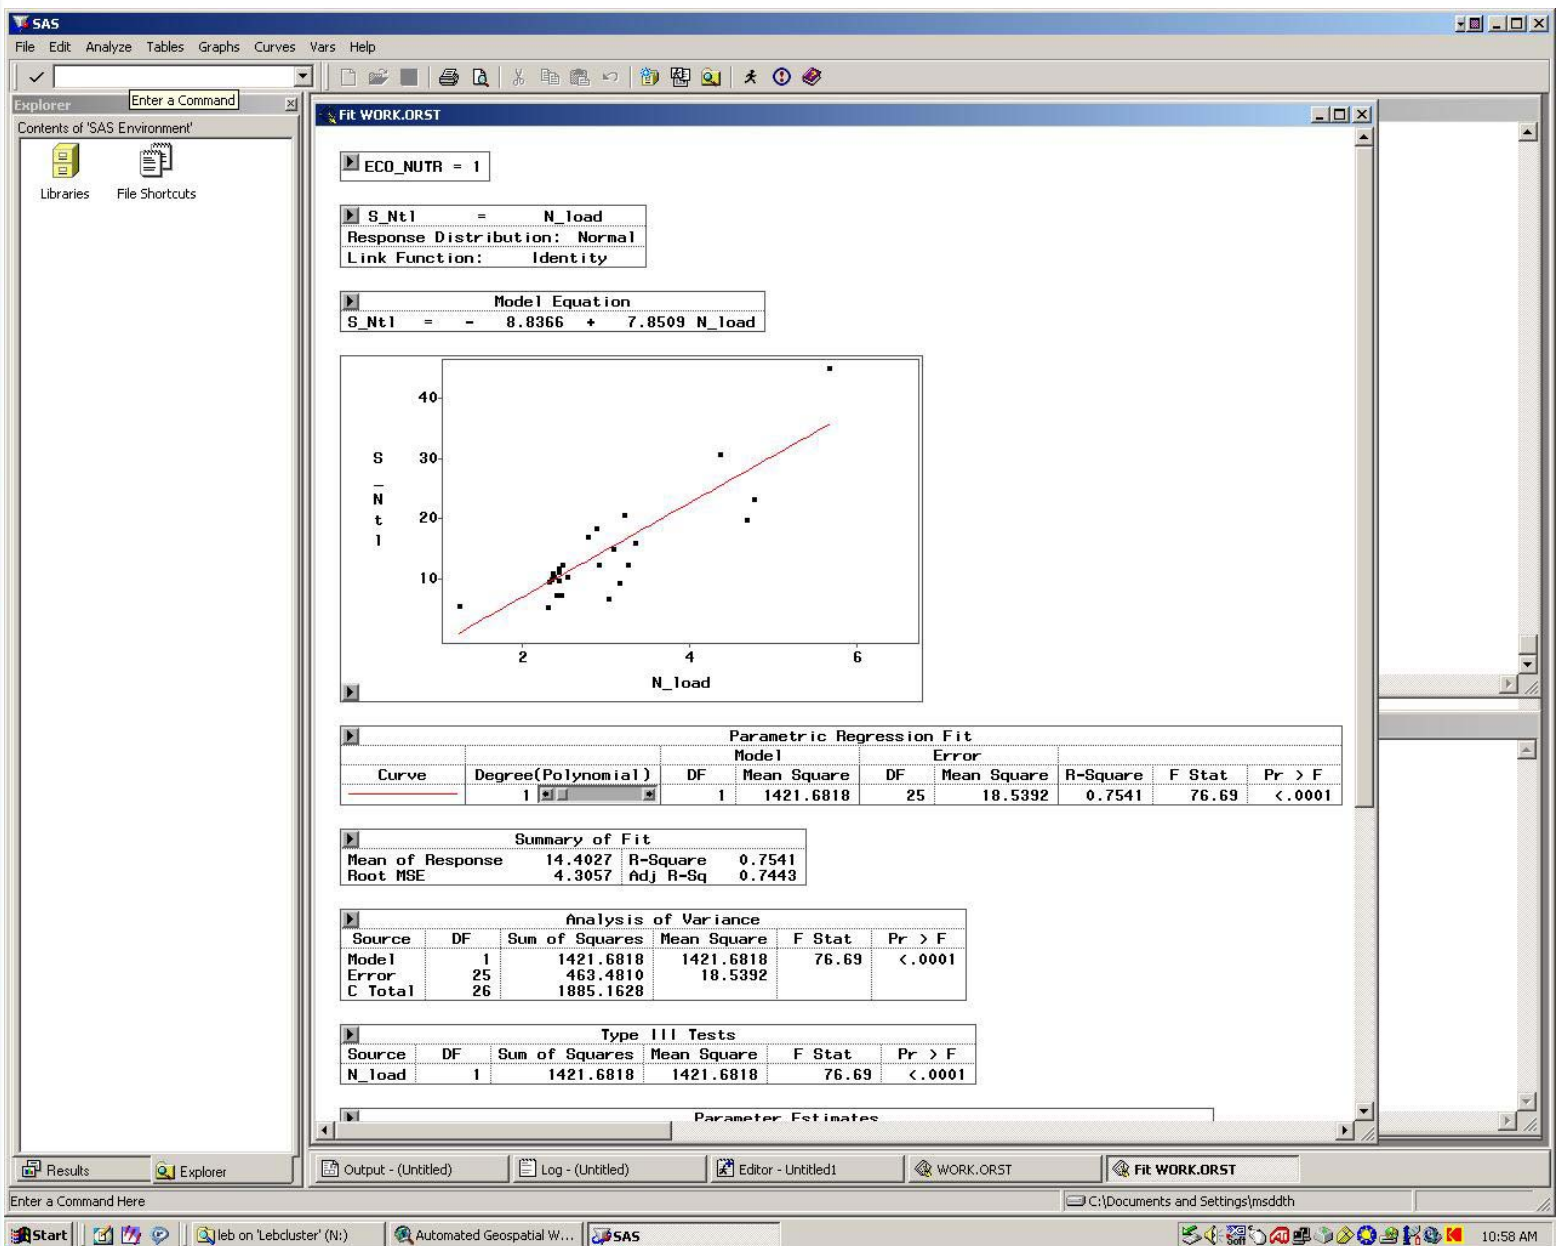 SAS
File Edit Analyze Tables Graphs Curves Vars Help
Enter a Command
Explorer
Contents of 'SAS Environment'
Libraries File Shortcuts
Fit WORK.ORST
ECO_NUTR = 1
S_Ntl = N_load
Response Distribution: Normal
Link Function: Identity
Model Equation
S_Ntl = - 8.8366 + 7.8509 N_load
40
30
20
10
S_Ntl
2 4 6
N_load
Parametric Regression Fit
Model Error
Curve Degree(Polynomial) DF Mean Square DF Mean Square R-Square F Stat Pr > F
1 1 1421.6818 25 18.5392 0.7541 76.69 <.0001
Summary of Fit
Mean of Response 14.4027 R-Square 0.7541
Root MSE 4.3057 Adj R-Sq 0.7443
Analysis of Variance
Source DF Sum of Squares Mean Square F Stat Pr > F
Model 1 1421.6818 1421.6818 76.69 <.0001
Error 25 463.4810 18.5392
C Total 26 1885.1628
Type III Tests
Source DF Sum of Squares Mean Square F Stat Pr > F
N_load 1 1421.6818 1421.6818 76.69 <.0001
Parameter Estimates
Results Explorer
Output - (Untitled) Log - (Untitled) Editor - Untitled1 WORK.ORST Fit WORK.ORST
Enter a Command Here
C:\Documents and Settings\msddth
Start leb on 'Lebcluster' (N:) Automated Geospatial W... SAS 10:58 AM